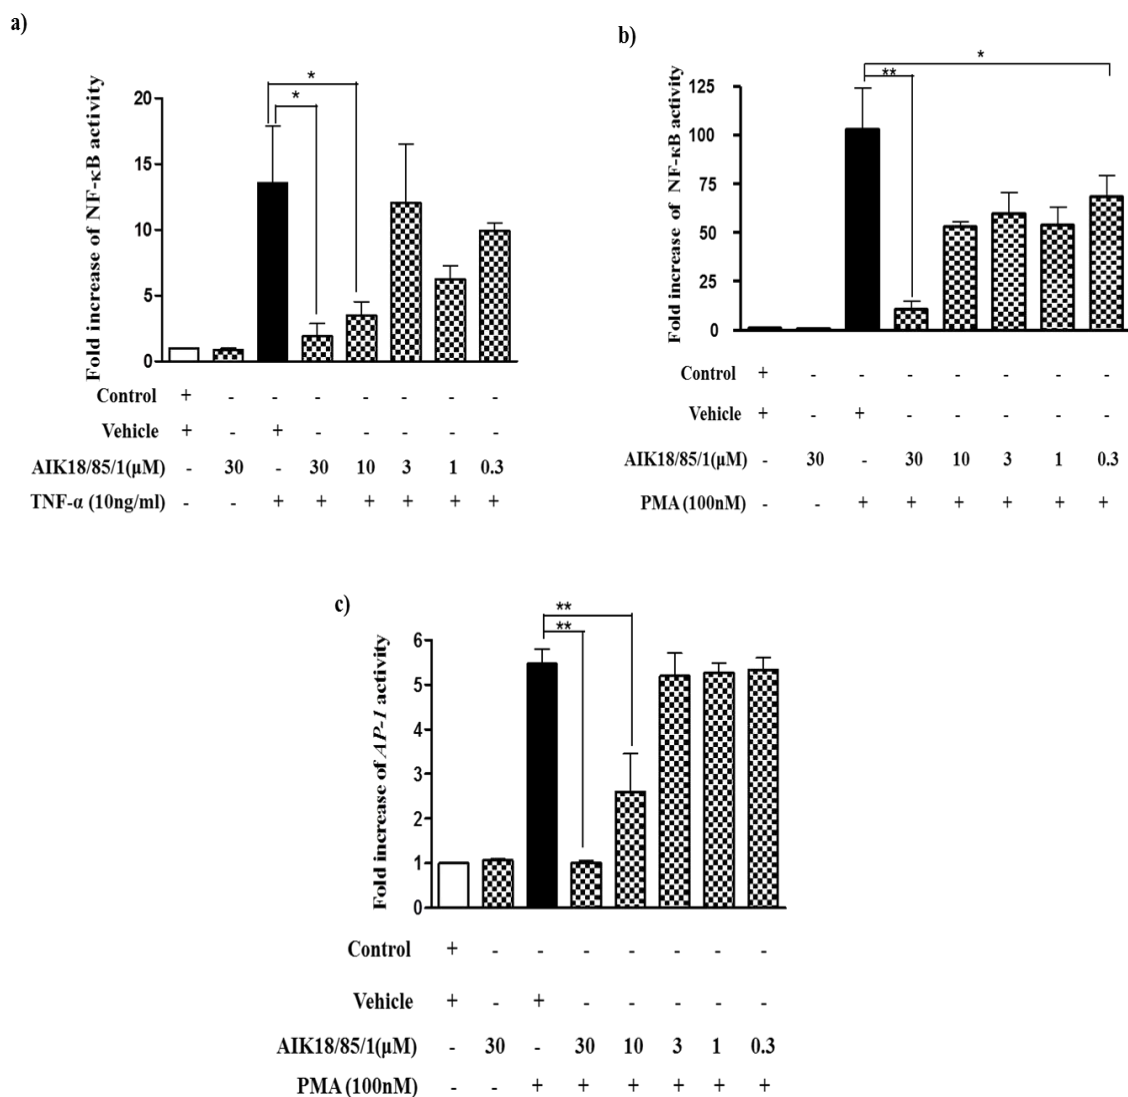 a)
Fold increase of NF-κB activity
20
15
10
5
0
*
*
Control + - - - - - - -
Vehicle + - + - - - - -
AIK18/85/1(µM) - 30 - 30 10 3 1 0.3
TNF-α (10ng/ml) - - + + + + + +
b)
Fold increase of NF-κB activity
125
100
75
50
25
0
*
**
Control + - - - - - - -
Vehicle + - + - - - - -
AIK18/85/1(µM) - 30 - 30 10 3 1 0.3
PMA (100nM) - - + + + + + +
c)
Fold increase of AP-1 activity
6
5
4
3
2
1
0
**
**
Control + - - - - - - -
Vehicle + - + - - - - -
AIK18/85/1(µM) - 30 - 30 10 3 1 0.3
PMA (100nM) - - + + + + + +